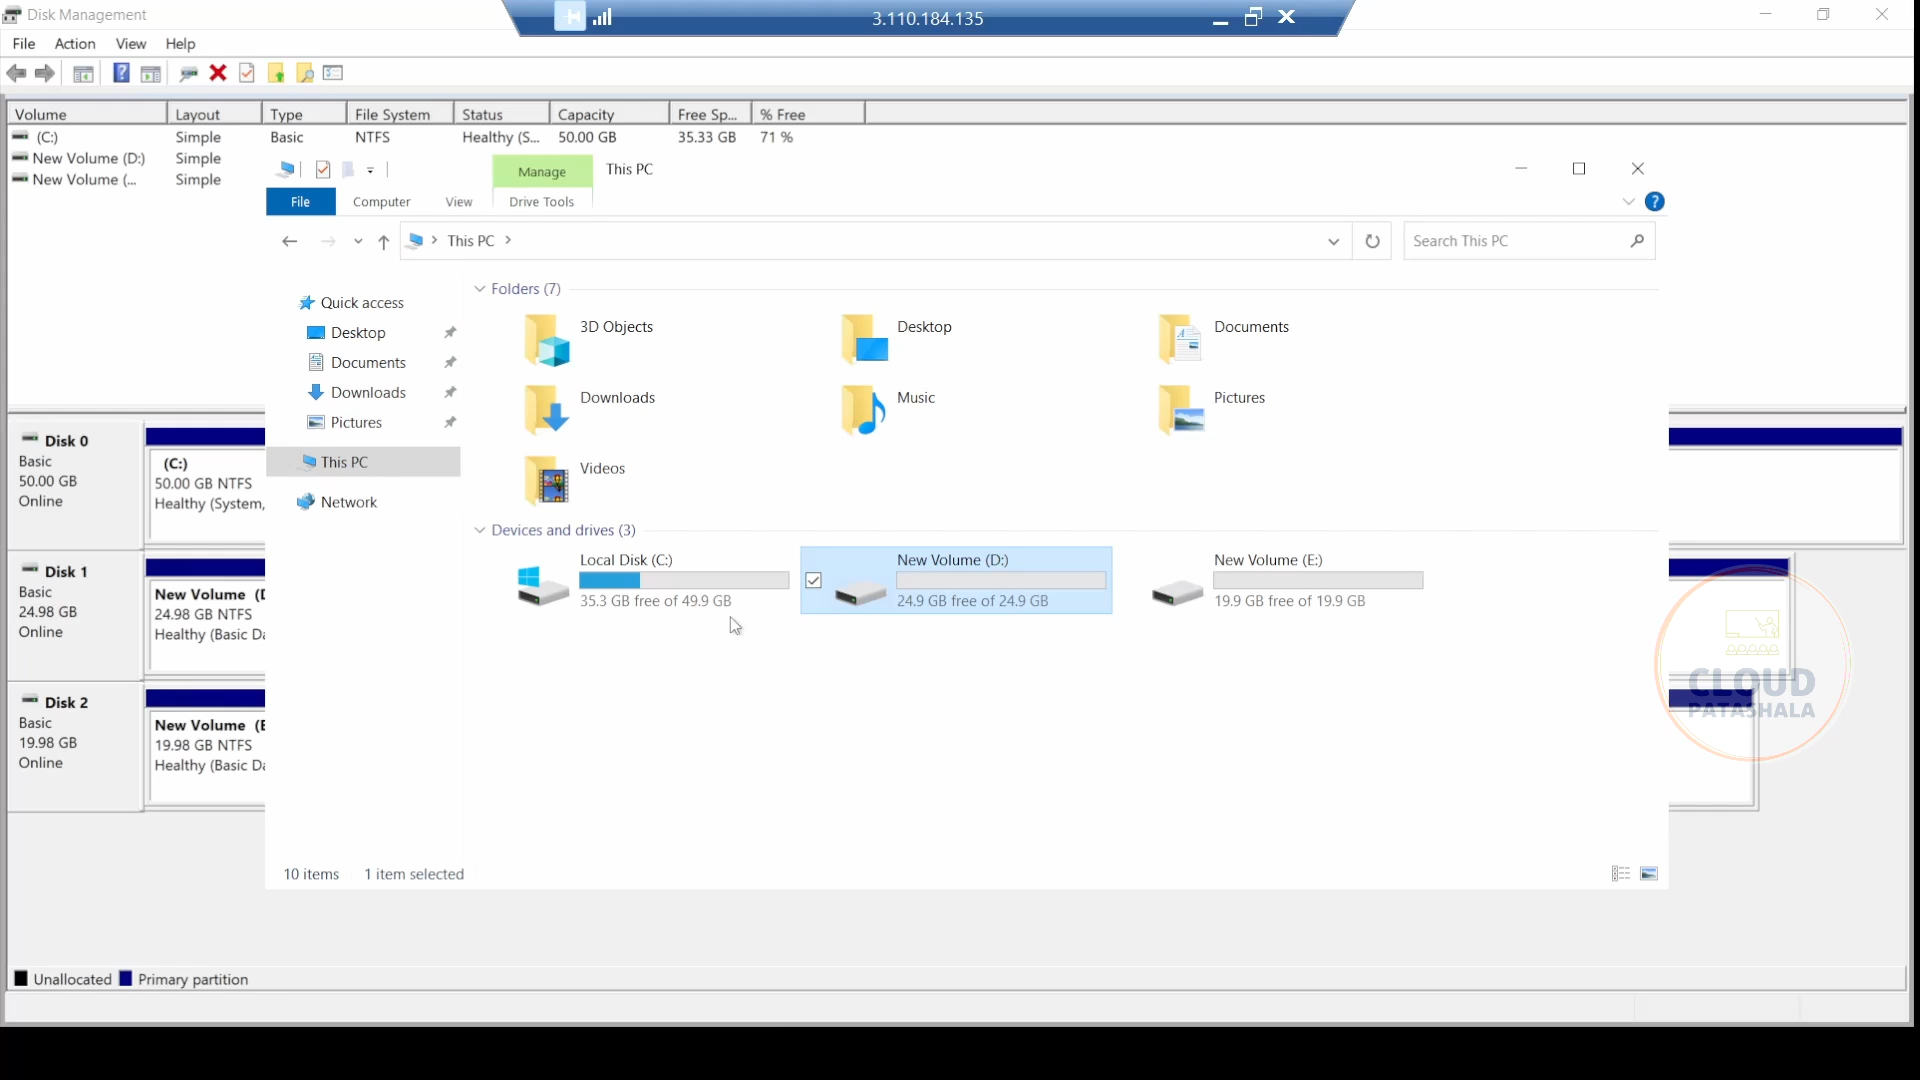 Disk Management
3.110.184.135
File Action View Help
Volume Layout Type File System Status Capacity Free Sp... % Free
(C:) Simple Basic NTFS Healthy (S... 50.00 GB 35.33 GB 71 %
New Volume (D:) Simple
New Volume (... Simple
Manage This PC
File Computer View Drive Tools
This PC
Search This PC
Quick access
Desktop
Documents
Downloads
Pictures
This PC
Network
Folders (7)
3D Objects Desktop Documents
Downloads Music Pictures
Videos
Devices and drives (3)
Local Disk (C:)
35.3 GB free of 49.9 GB
New Volume (D:)
24.9 GB free of 24.9 GB
New Volume (E:)
19.9 GB free of 19.9 GB
10 items 1 item selected
Disk 0
Basic
50.00 GB
Online
(C:)
50.00 GB NTFS
Healthy (System,
Disk 1
Basic
24.98 GB
Online
New Volume (D
24.98 GB NTFS
Healthy (Basic Da
Disk 2
Basic
19.98 GB
Online
New Volume (E
19.98 GB NTFS
Healthy (Basic Da
CLOUD
PATASHALA
Unallocated Primary partition